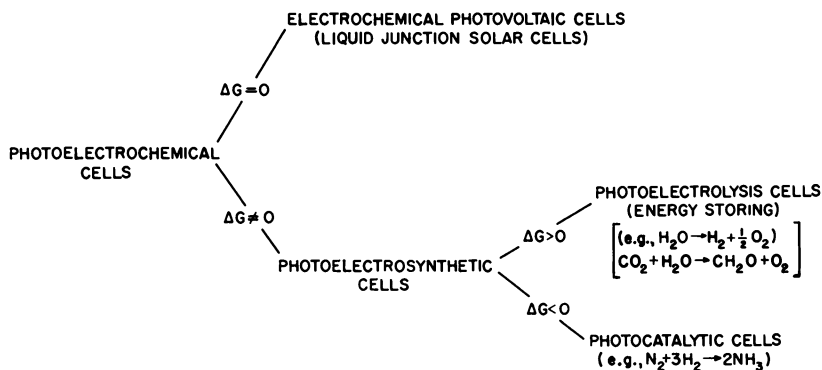 ELECTROCHEMICAL PHOTOVOLTAIC CELLS
(LIQUID JUNCTION SOLAR CELLS)
ΔG=O
PHOTOELECTROCHEMICAL
CELLS
ΔG≠O
PHOTOELECTROSYNTHETIC
CELLS
ΔG>O
PHOTOELECTROLYSIS CELLS
(ENERGY STORING)
[(e.g., H₂O→H₂+½O₂)
CO₂+H₂O→CH₂O+O₂]
ΔG<O
PHOTOCATALYTIC CELLS
(e.g., N₂+3H₂→2NH₃)